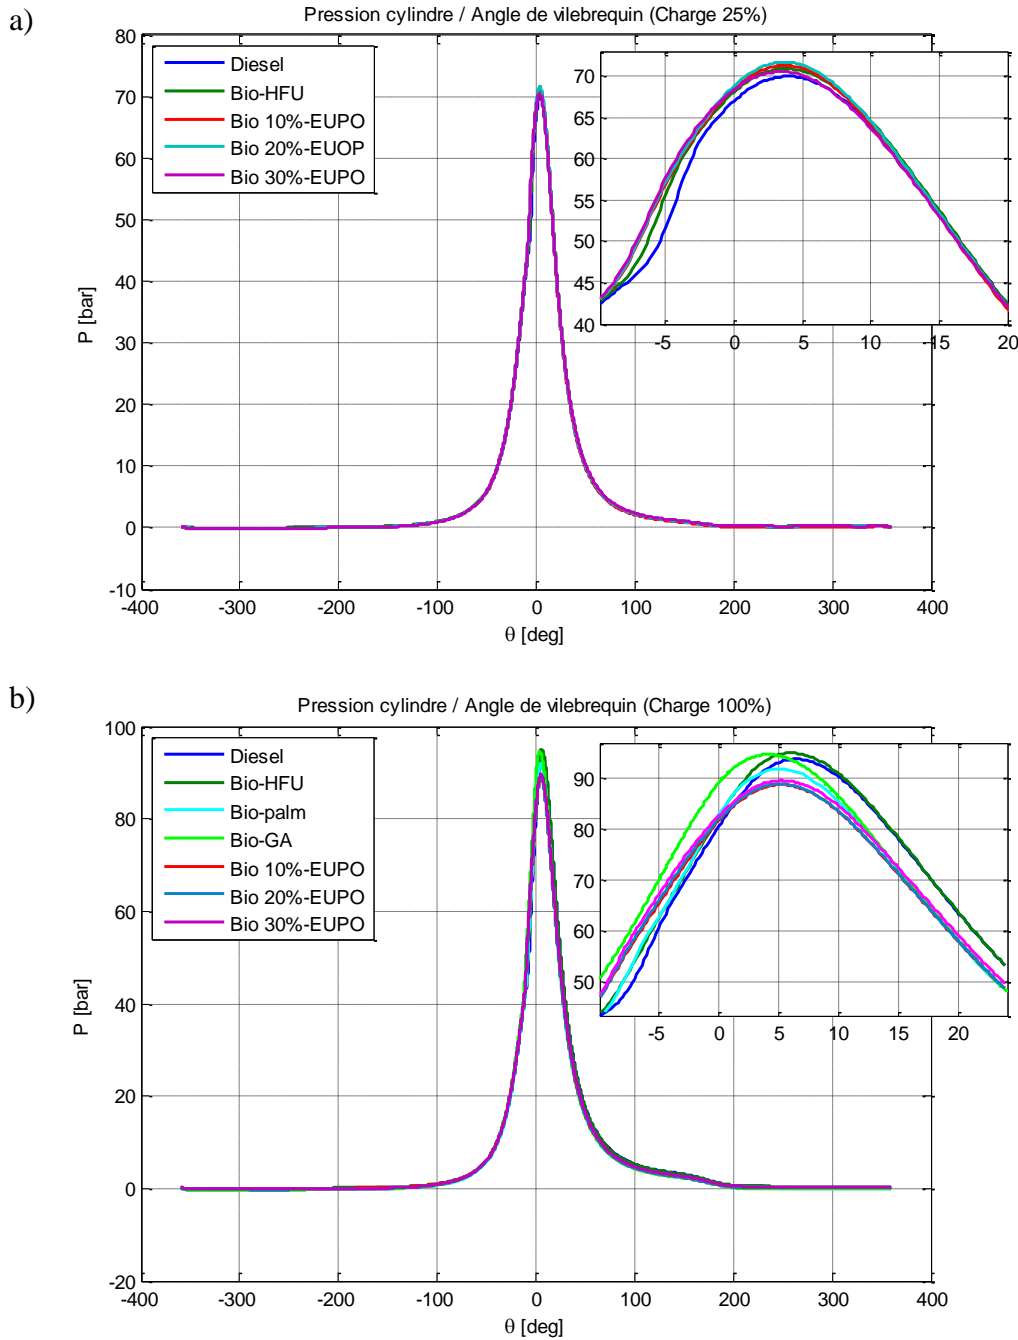 a)
Pression cylindre / Angle de vilebrequin (Charge 25%)
80
70
60
50
40
30
20
10
0
-10
P [bar]
Diesel
Bio-HFU
Bio 10%-EUPO
Bio 20%-EUOP
Bio 30%-EUPO
70
65
60
55
50
45
40
-5 0 5 10 15 20
-400 -300 -200 -100 0 100 200 300 400
θ [deg]
b)
Pression cylindre / Angle de vilebrequin (Charge 100%)
100
80
60
40
20
0
-20
P [bar]
Diesel
Bio-HFU
Bio-palm
Bio-GA
Bio 10%-EUPO
Bio 20%-EUPO
Bio 30%-EUPO
90
80
70
60
50
-5 0 5 10 15 20
-400 -300 -200 -100 0 100 200 300 400
θ [deg]